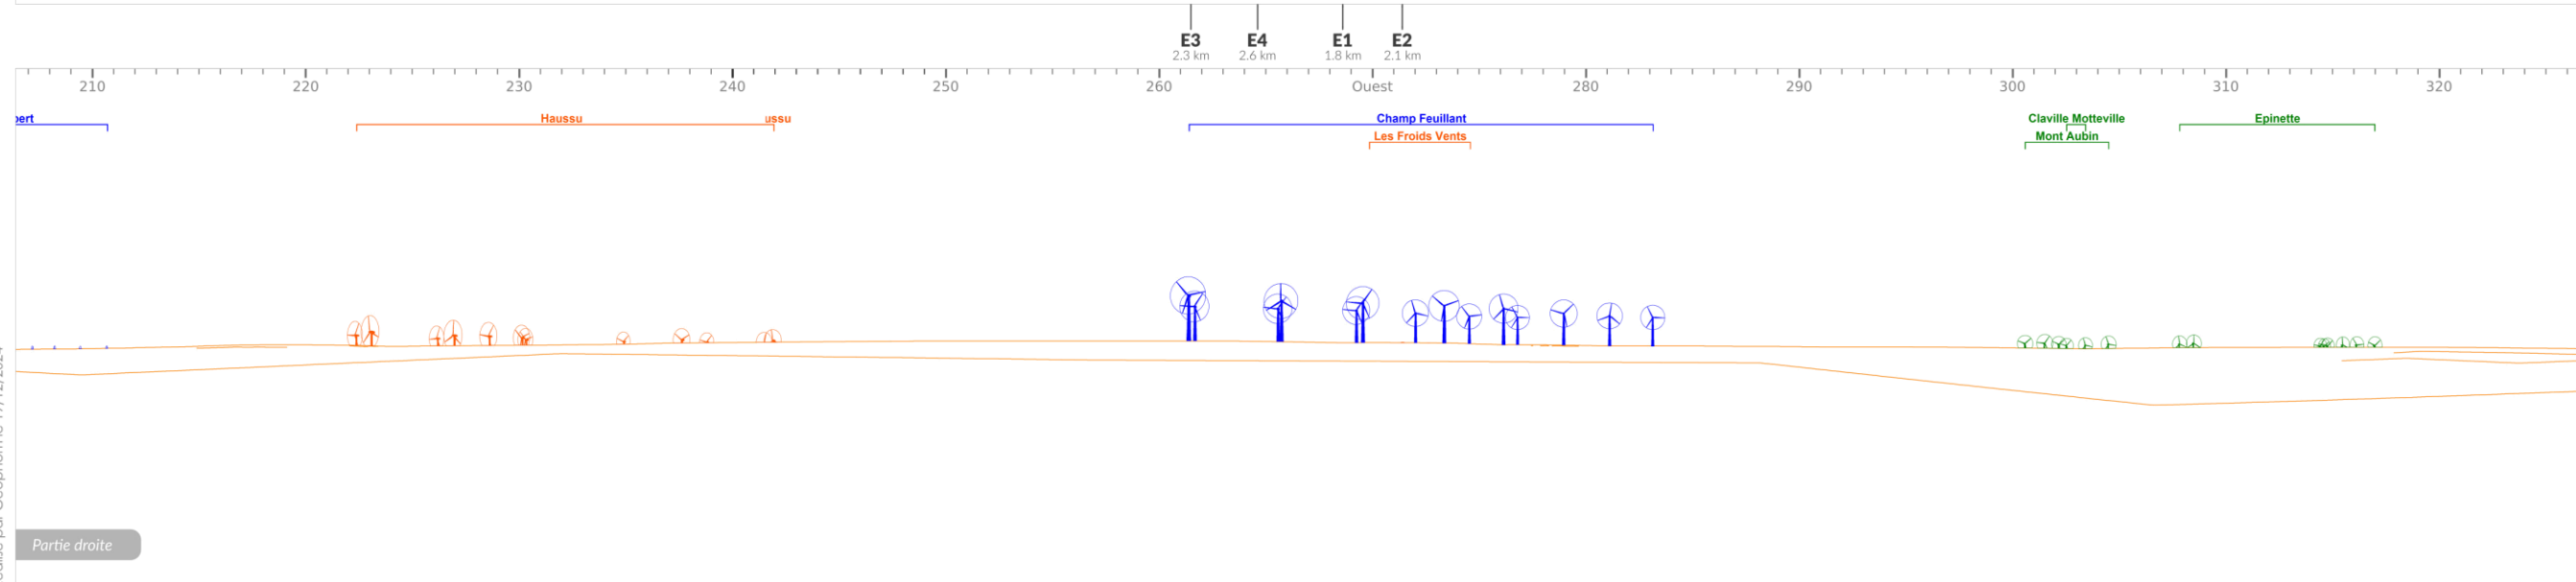 E3 E4 E1 E2
2.3 km 2.6 km 1.8 km 2.1 km
210 220 230 240 250 260 Ouest 280 290 300 310 320
Haussu ussu Champ Feuillant Claville Motteville Epinette
Les Froids Vents Mont Aubin
Partie droite